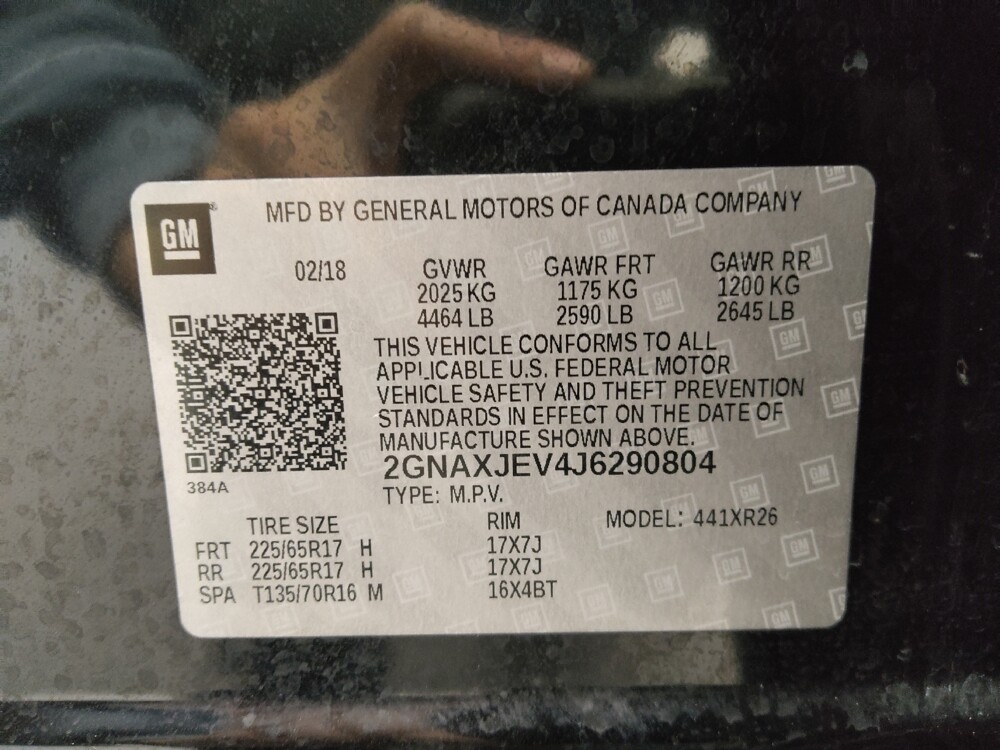 GM
MFD BY GENERAL MOTORS OF CANADA COMPANY
02/18 GVWR GAWR FRT GAWR RR
2025 KG 1175 KG 1200 KG
4464 LB 2590 LB 2645 LB
THIS VEHICLE CONFORMS TO ALL
APPLICABLE U.S. FEDERAL MOTOR
VEHICLE SAFETY AND THEFT PREVENTION
STANDARDS IN EFFECT ON THE DATE OF
MANUFACTURE SHOWN ABOVE.
2GNAXJEV4J6290804
384A
TYPE: M.P.V.
TIRE SIZE RIM MODEL: 441XR26
FRT 225/65R17 H 17X7J
RR 225/65R17 H 17X7J
SPA T135/70R16 M 16X4BT